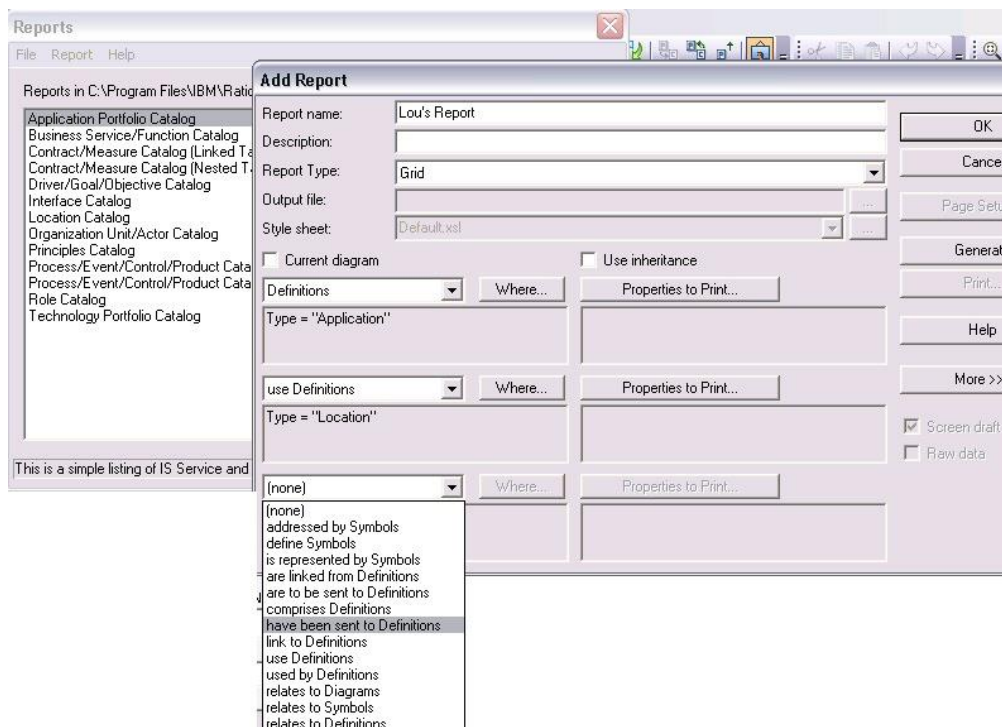 Reports
File Report Help
Reports in C:\Program Files\IBM\Ratio
Application Portfolio Catalog
Business Service/Function Catalog
Contract/Measure Catalog (Linked Ta
Contract/Measure Catalog (Nested T
Driver/Goal/Objective Catalog
Interface Catalog
Location Catalog
Organization Unit/Actor Catalog
Principles Catalog
Process/Event/Control/Product Cata
Process/Event/Control/Product Cata
Role Catalog
Technology Portfolio Catalog
This is a simple listing of IS Service and
Add Report
Report name: Lou's Report
Description:
Report Type: Grid
Output file: ...
Style sheet: Default.xsl ...
Current diagram Use inheritance
Definitions Where... Properties to Print...
Type = "Application"
use Definitions Where... Properties to Print...
Type = "Location"
(none) Where... Properties to Print...
(none)
addressed by Symbols
define Symbols
is represented by Symbols
are linked from Definitions
are to be sent to Definitions
comprises Definitions
have been sent to Definitions
link to Definitions
use Definitions
used by Definitions
relates to Diagrams
relates to Symbols
relates to Definitions
OK
Cance
Page Setu
Generat
Print...
Help
More >>
Screen draft
Raw data